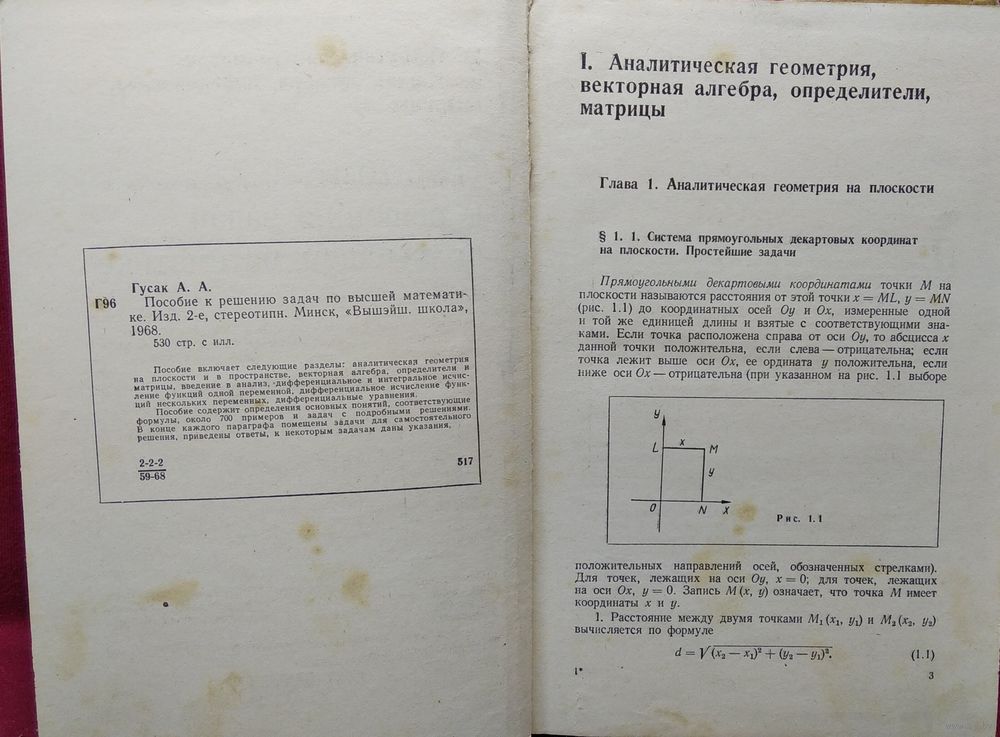 Гусак А. А.
Г96 Пособие к решению задач по высшей математи-
ке. Изд. 2-е, стереотипн. Минск, «Вышэйш. школа»,
1968.
530 стр. с илл.
Пособие включает следующие разделы: аналитическая геометрия
на плоскости и в пространстве, векторная алгебра, определители и
матрицы, введение в анализ, дифференциальное и интегральное исчис-
ление функций одной переменной, дифференциальное исчисление функ-
ций нескольких переменных, дифференциальные уравнения.
Пособие содержит определения основных понятий, соответствующие
формулы, около 700 примеров и задач с подробными решениями.
В конце каждого параграфа помещены задачи для самостоятельного
решения, приведены ответы, к некоторым задачам даны указания.
2-2-2
59-68
517
I. Аналитическая геометрия,
векторная алгебра, определители,
матрицы
Глава 1. Аналитическая геометрия на плоскости
§ 1. 1. Система прямоугольных декартовых координат
на плоскости. Простейшие задачи
Прямоугольными декартовыми координатами точки M на
плоскости называются расстояния от этой точки x = ML, y = MN
(рис. 1.1) до координатных осей Oy и Ox, измеренные одной
и той же единицей длины и взятые с соответствующими зна-
ками. Если точка расположена справа от оси Oy, то абсцисса x
данной точки положительна, если слева — отрицательна; если
точка лежит выше оси Ox, ее ордината y положительна, если
ниже оси Ox — отрицательна (при указанном на рис. 1.1 выборе
y
L x M
y
O N x
Рис. 1.1
положительных направлений осей, обозначенных стрелками).
Для точек, лежащих на оси Oy, x = 0; для точек, лежащих
на оси Ox, y = 0. Запись M (x, y) означает, что точка M имеет
координаты x и y.
1. Расстояние между двумя точками M₁ (x₁, y₁) и M₂ (x₂, y₂)
вычисляется по формуле
d = √(x₂ — x₁)² + (y₂ — y₁)². (1.1)
1* 3